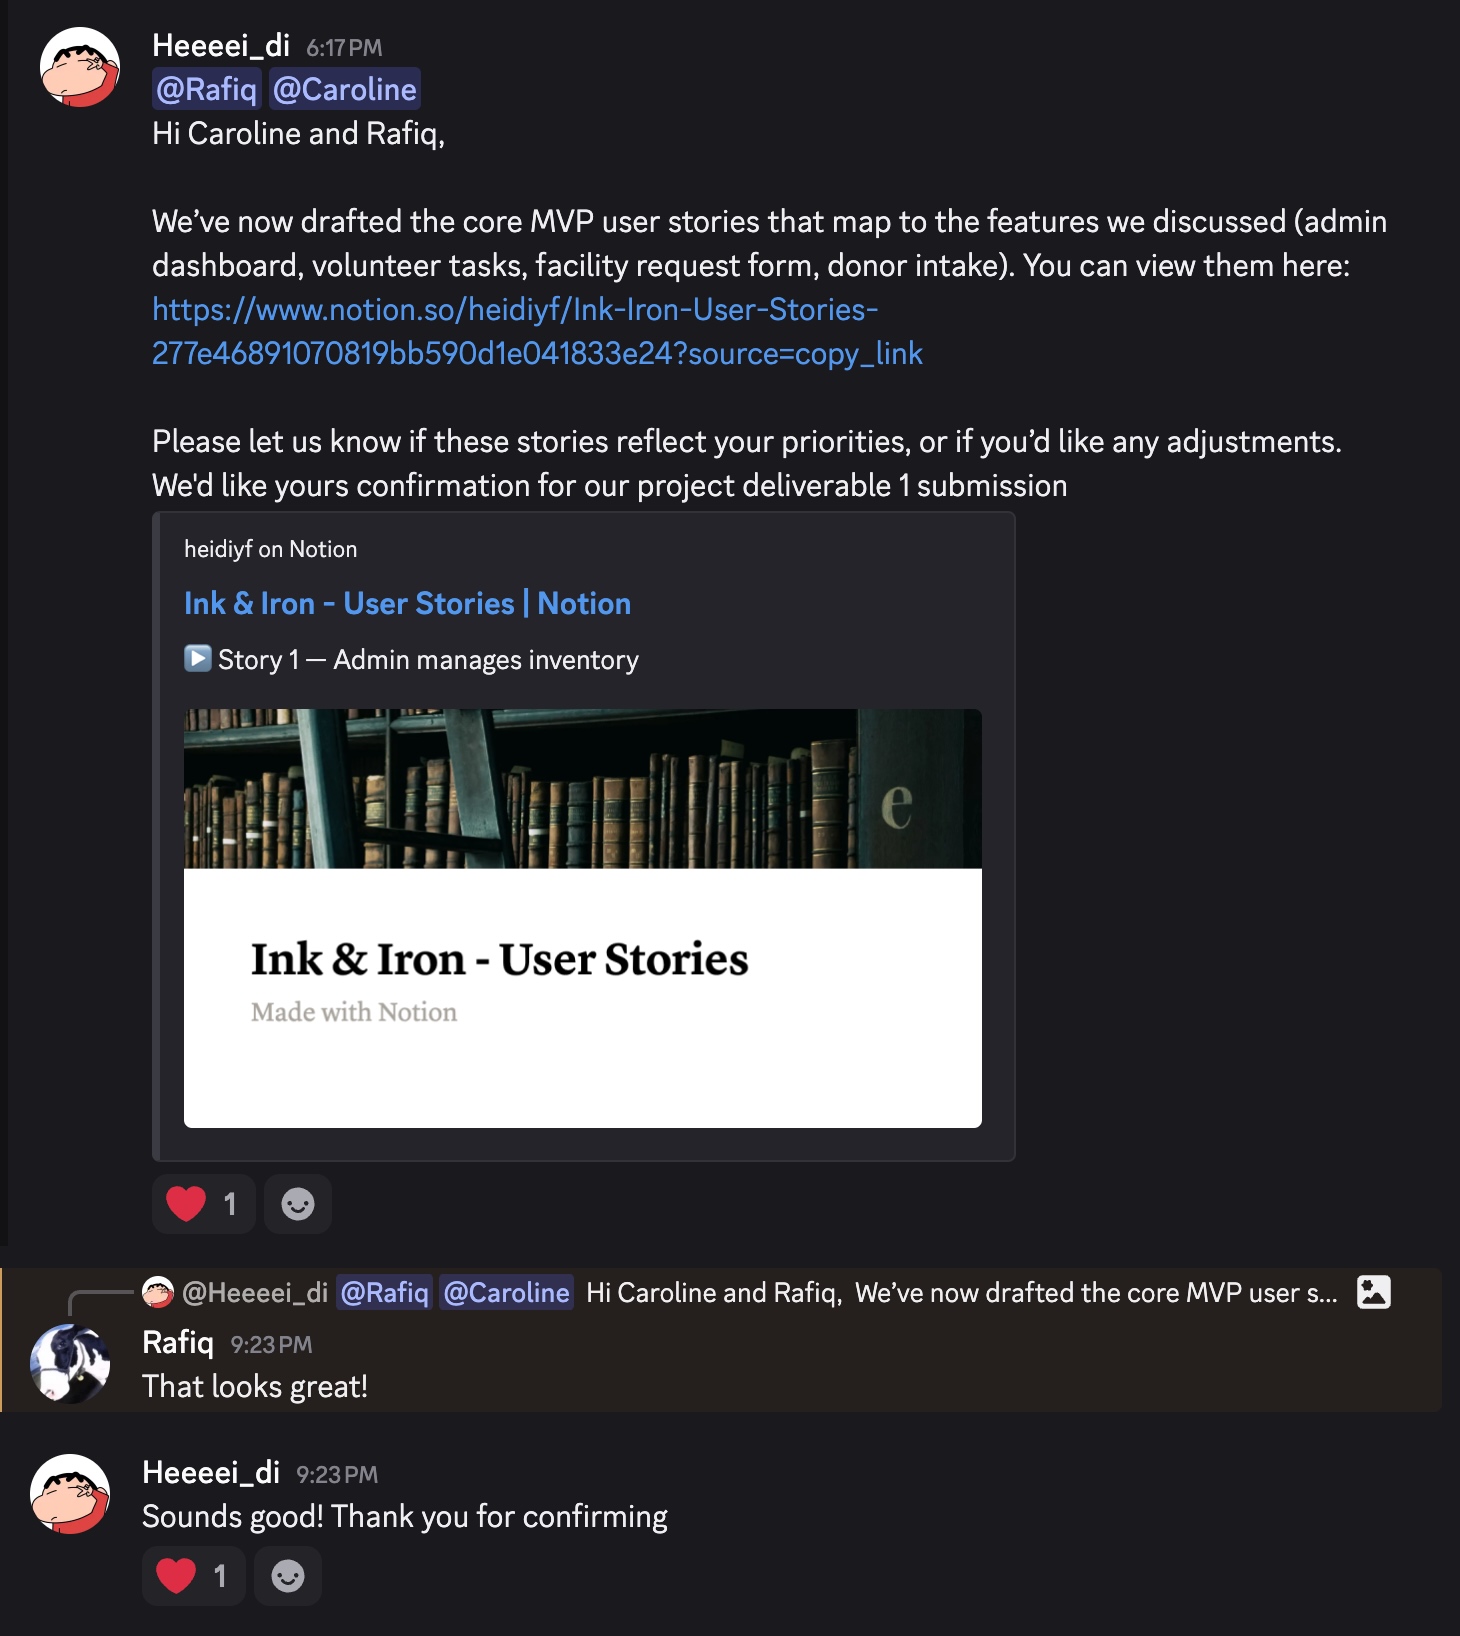 Heeeei_di 6:17 PM
@Rafiq @Caroline
Hi Caroline and Rafiq,
We’ve now drafted the core MVP user stories that map to the features we discussed (admin
dashboard, volunteer tasks, facility request form, donor intake). You can view them here:
https://www.notion.so/heidiyf/Ink-Iron-User-Stories-
277e46891070819bb590d1e041833e24?source=copy_link
Please let us know if these stories reflect your priorities, or if you’d like any adjustments.
We'd like yours confirmation for our project deliverable 1 submission
heidiyf on Notion
Ink & Iron - User Stories | Notion
▶️ Story 1 — Admin manages inventory
e
Ink & Iron - User Stories
Made with Notion
1
@Heeeei_di @Rafiq @Caroline Hi Caroline and Rafiq, We’ve now drafted the core MVP user s...
Rafiq 9:23 PM
That looks great!
Heeeei_di 9:23 PM
Sounds good! Thank you for confirming
1